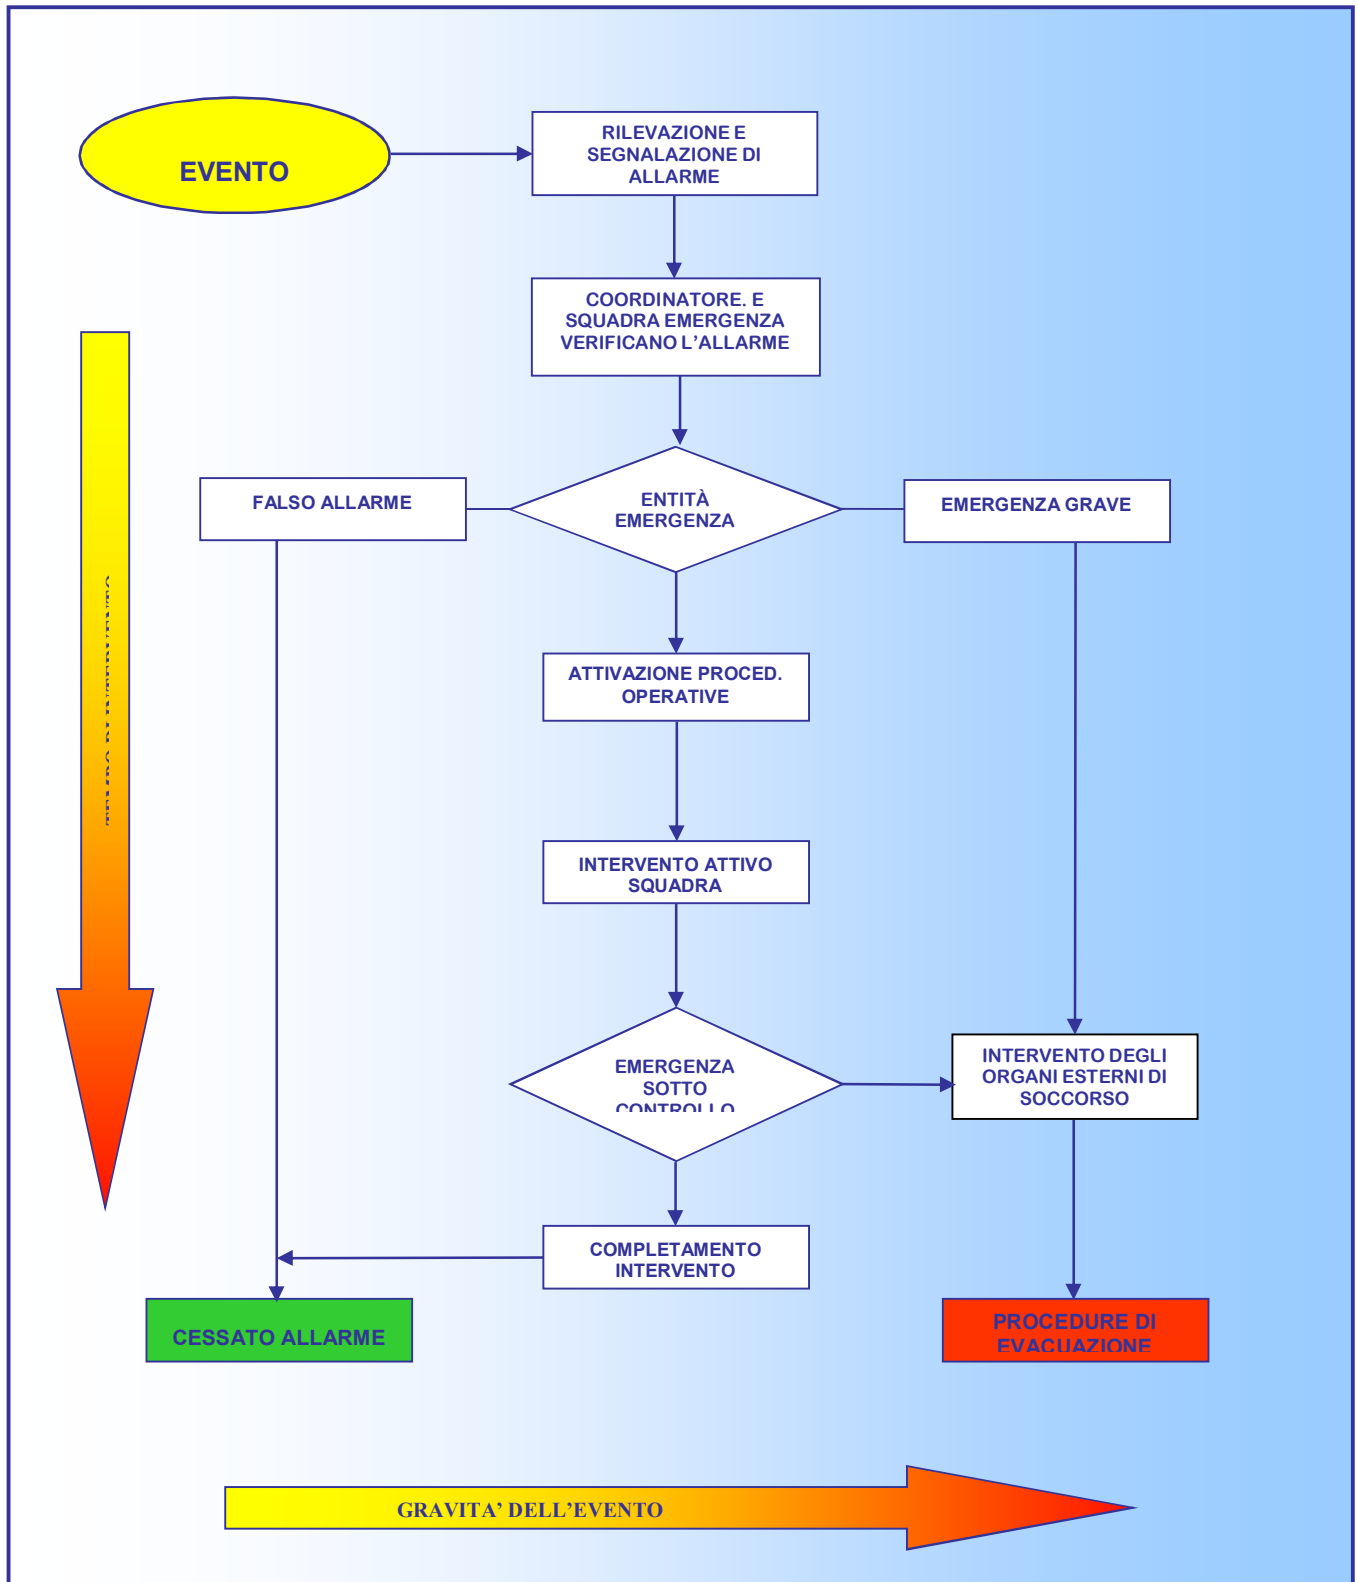 EVENTO
RILEVAZIONE E
SEGNALAZIONE DI
ALLARME
COORDINATORE. E
SQUADRA EMERGENZA
VERIFICANO L'ALLARME
FALSO ALLARME
ENTITÀ
EMERGENZA
EMERGENZA GRAVE
ATTIVAZIONE PROCED.
OPERATIVE
INTERVENTO ATTIVO
SQUADRA
EMERGENZA
SOTTO
CONTROLLO
INTERVENTO DEGLI
ORGANI ESTERNI DI
SOCCORSO
COMPLETAMENTO
INTERVENTO
CESSATO ALLARME
PROCEDURE DI
EVACUAZIONE
GRAVITA' DELL'EVENTO